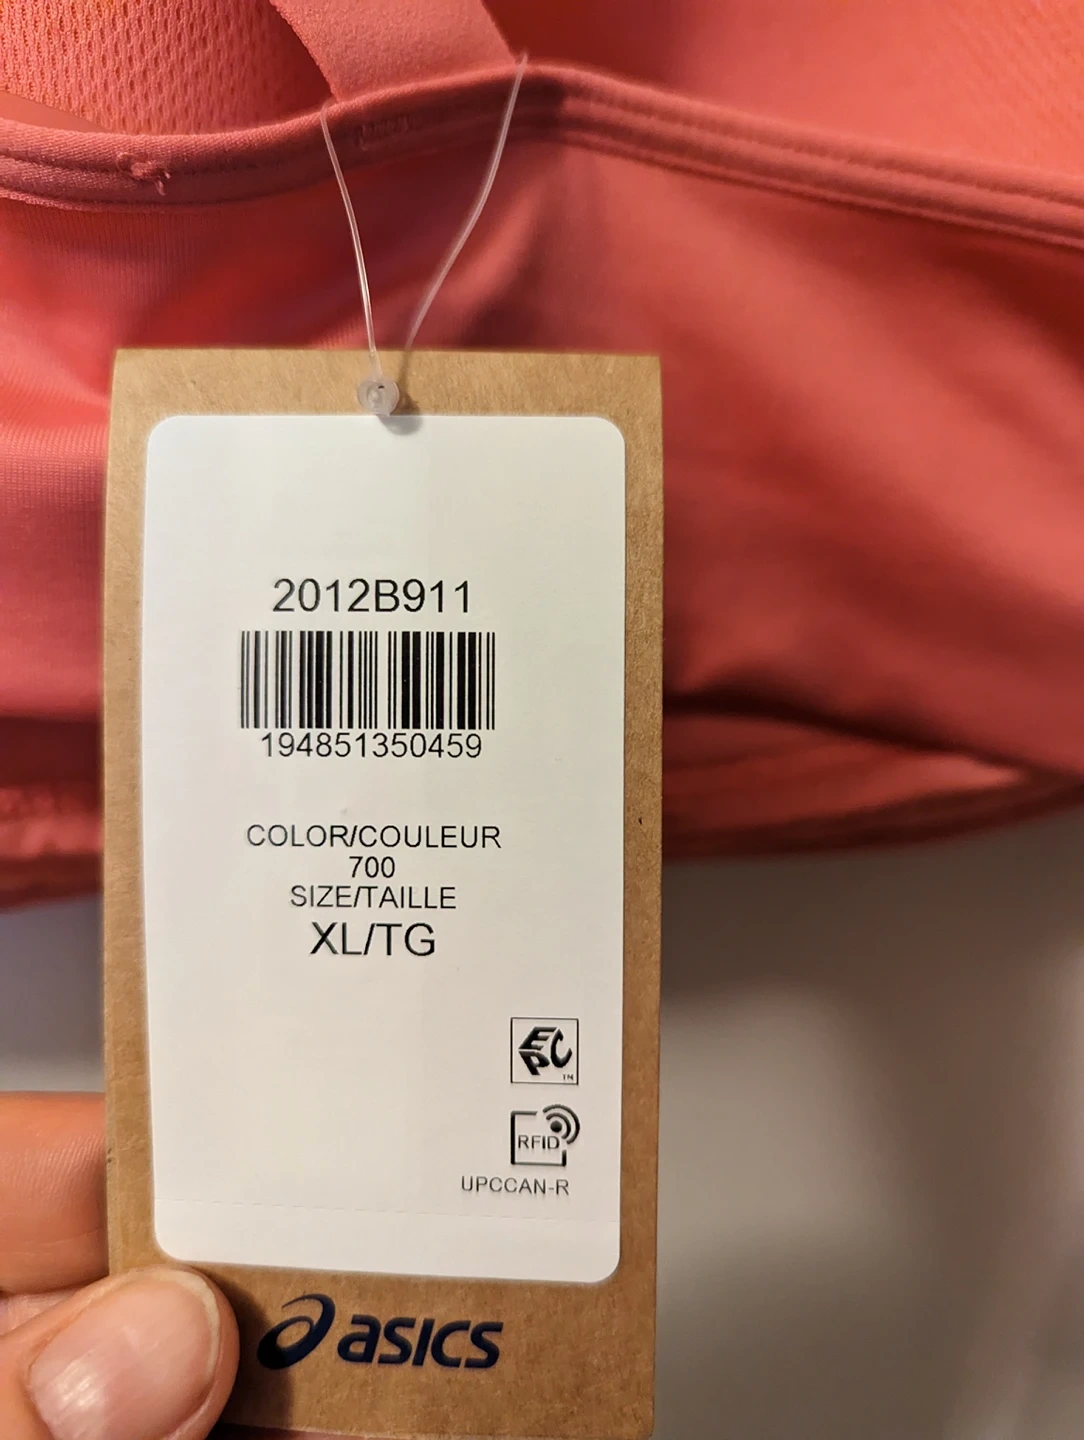 2012B911
194851350459
COLOR/COULEUR
700
SIZE/TAILLE
XL/TG
EPC
TM
RFID
UPCCAN-R
asics